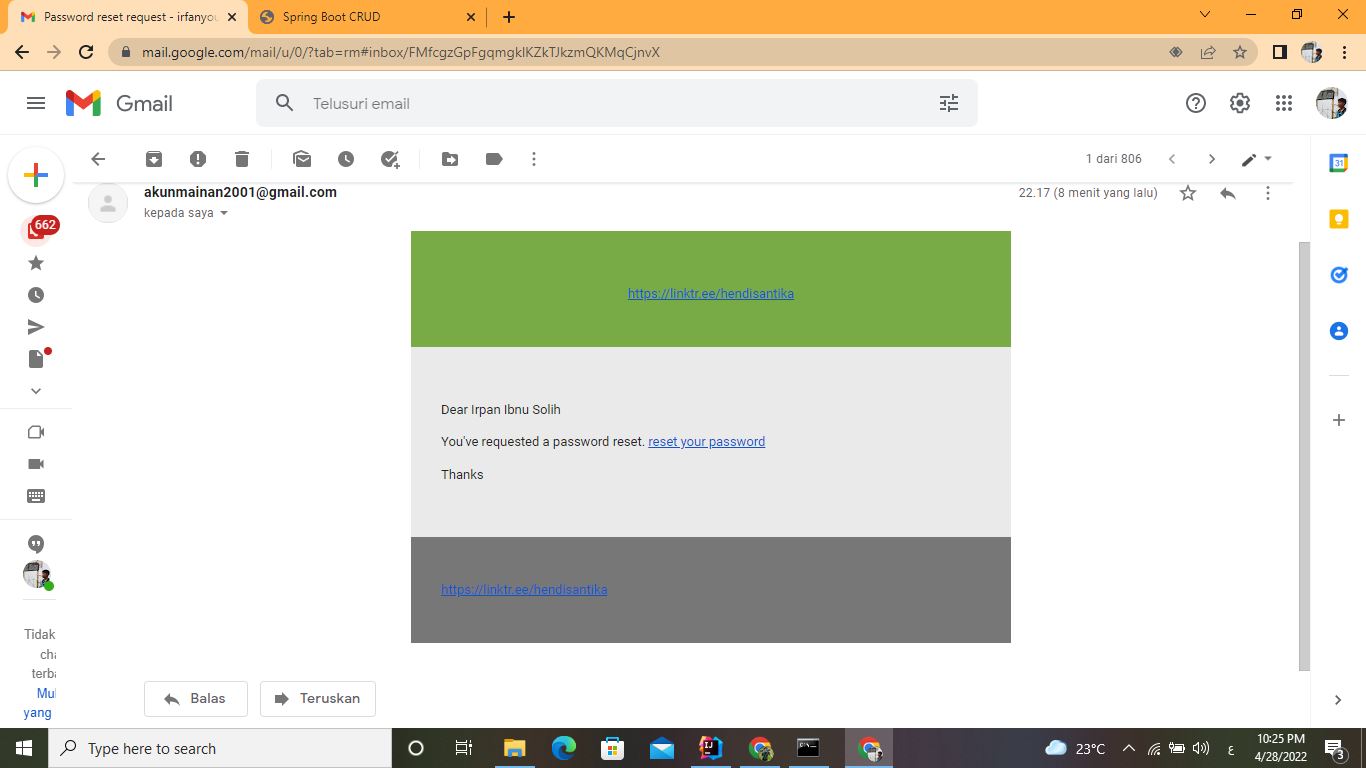 Password reset request - irfanyou
Spring Boot CRUD
mail.google.com/mail/u/0/?tab=rm#inbox/FMfcgzGpFgqmgklKZkTJkzmQKMqCjnvX
Gmail
Telusuri email
1 dari 806
31
662
akunmainan2001@gmail.com
22.17 (8 menit yang lalu)
kepada saya
https://linktr.ee/hendisantika
Dear Irpan Ibnu Solih
You've requested a password reset. reset your password
Thanks
https://linktr.ee/hendisantika
Tidak
cha
terba
Mul
yang
Balas
Teruskan
Type here to search
23°C
ع
10:25 PM
4/28/2022
3